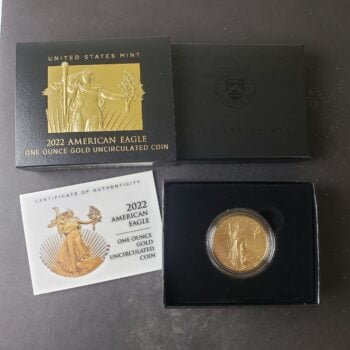 UNITED STATES MINT
2022 AMERICAN EAGLE
ONE OUNCE GOLD UNCIRCULATED COIN
CERTIFICATE OF AUTHENTICITY
2022
AMERICAN
EAGLE
ONE OUNCE
GOLD
UNCIRCULATED
COIN